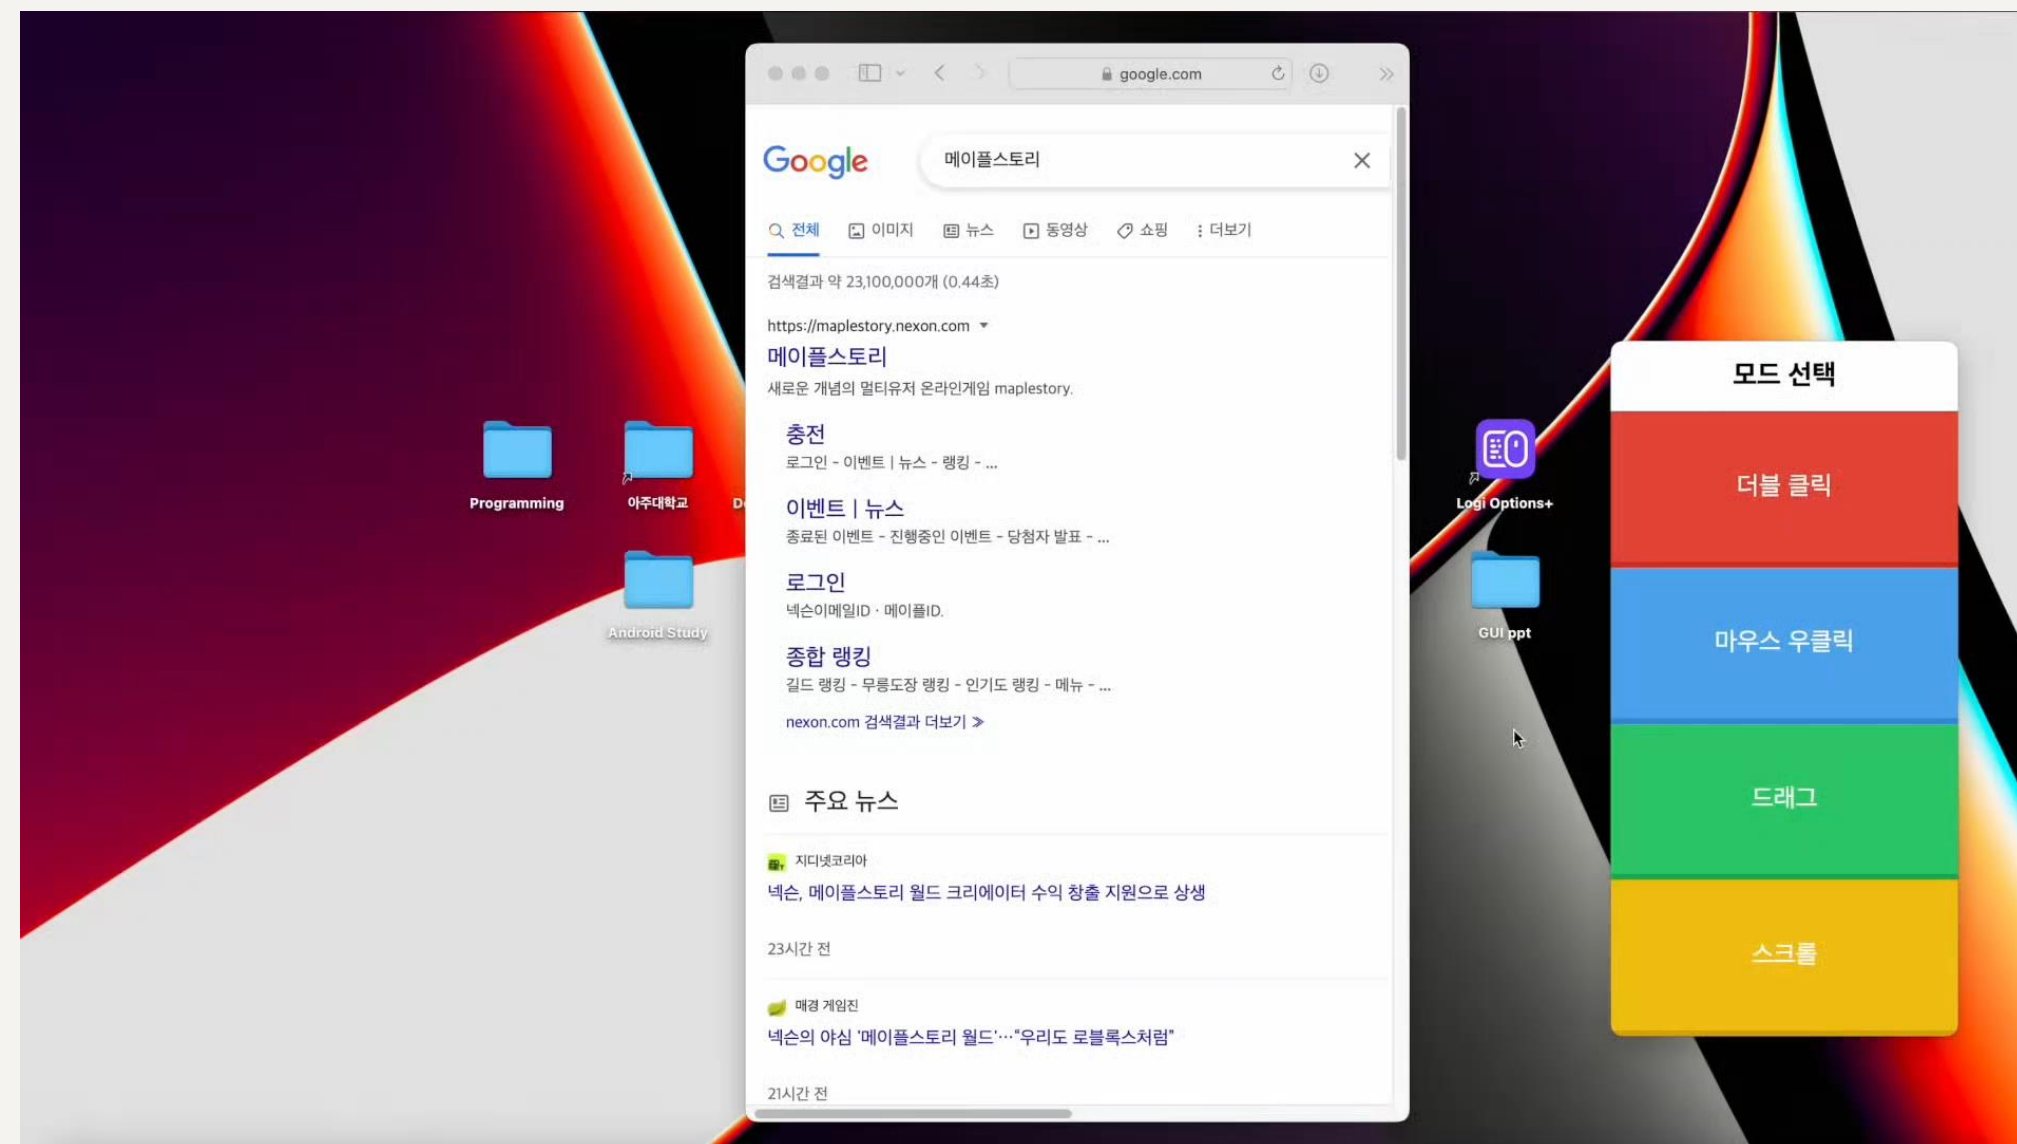 google.com
Google
메이플스토리
전체 이미지 뉴스 동영상 쇼핑 더보기
검색결과 약 23,100,000개 (0.44초)
https://maplestory.nexon.com
메이플스토리
새로운 개념의 멀티유저 온라인게임 maplestory.
충전
로그인 - 이벤트 | 뉴스 - 랭킹 - ...
이벤트 | 뉴스
종료된 이벤트 - 진행중인 이벤트 - 당첨자 발표 - ...
로그인
넥슨이메일ID · 메이플ID.
종합 랭킹
길드 랭킹 - 무릉도장 랭킹 - 인기도 랭킹 - 메뉴 - ...
nexon.com 검색결과 더보기 ≫
주요 뉴스
지디넷코리아
넥슨, 메이플스토리 월드 크리에이터 수익 창출 지원으로 상생
23시간 전
매경 게임진
넥슨의 야심 '메이플스토리 월드'…"우리도 로블록스처럼"
21시간 전
Programming
아주대학교
Android Study
Logi Options+
GUI ppt
모드 선택
더블 클릭
마우스 우클릭
드래그
스크롤